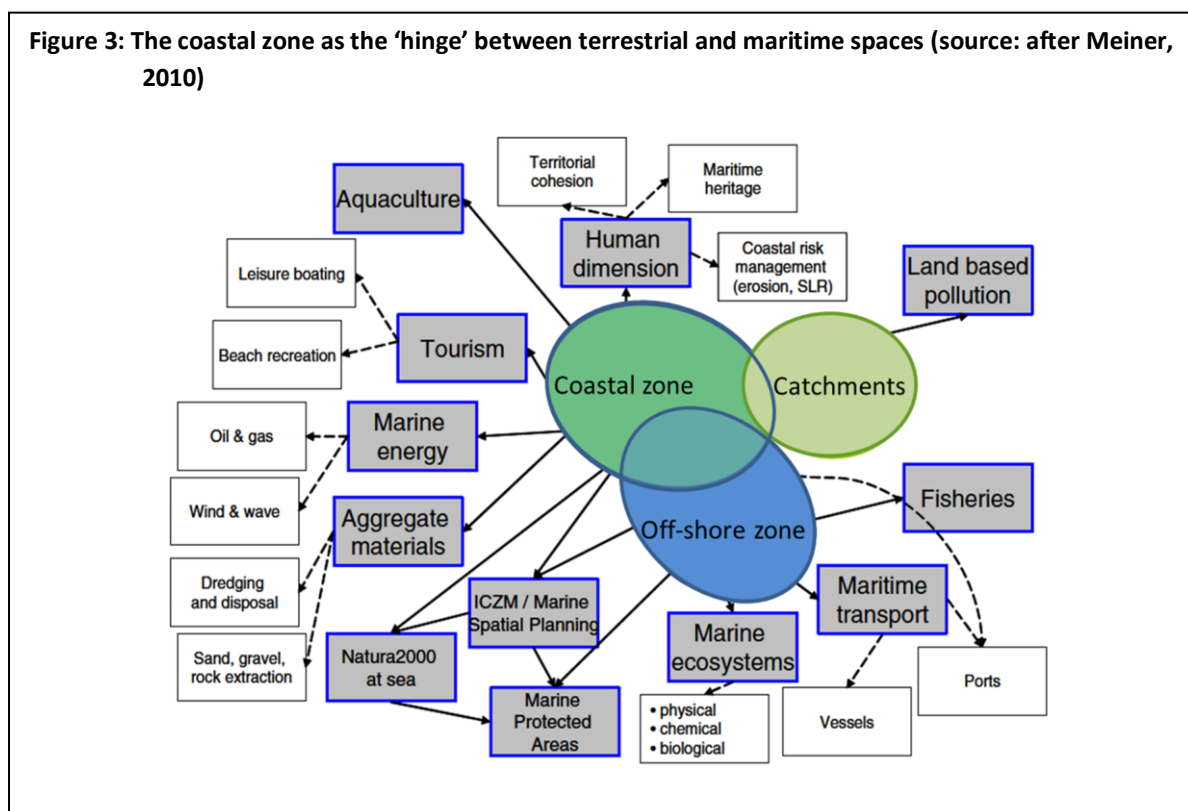 Figure 3: The coastal zone as the ‘hinge’ between terrestrial and maritime spaces (source: after Meiner,
2010)
Territorial
cohesion
Maritime
heritage
Aquaculture
Human
dimension
Coastal risk
management
(erosion, SLR)
Land based
pollution
Leisure boating
Beach recreation
Tourism
Coastal zone
Catchments
Oil & gas
Marine
energy
Wind & wave
Aggregate
materials
Fisheries
Off-shore zone
Dredging
and disposal
ICZM / Marine
Spatial Planning
Maritime
transport
Sand, gravel,
rock extraction
Natura2000
at sea
Marine
ecosystems
Ports
Marine
Protected
Areas
• physical
• chemical
• biological
Vessels